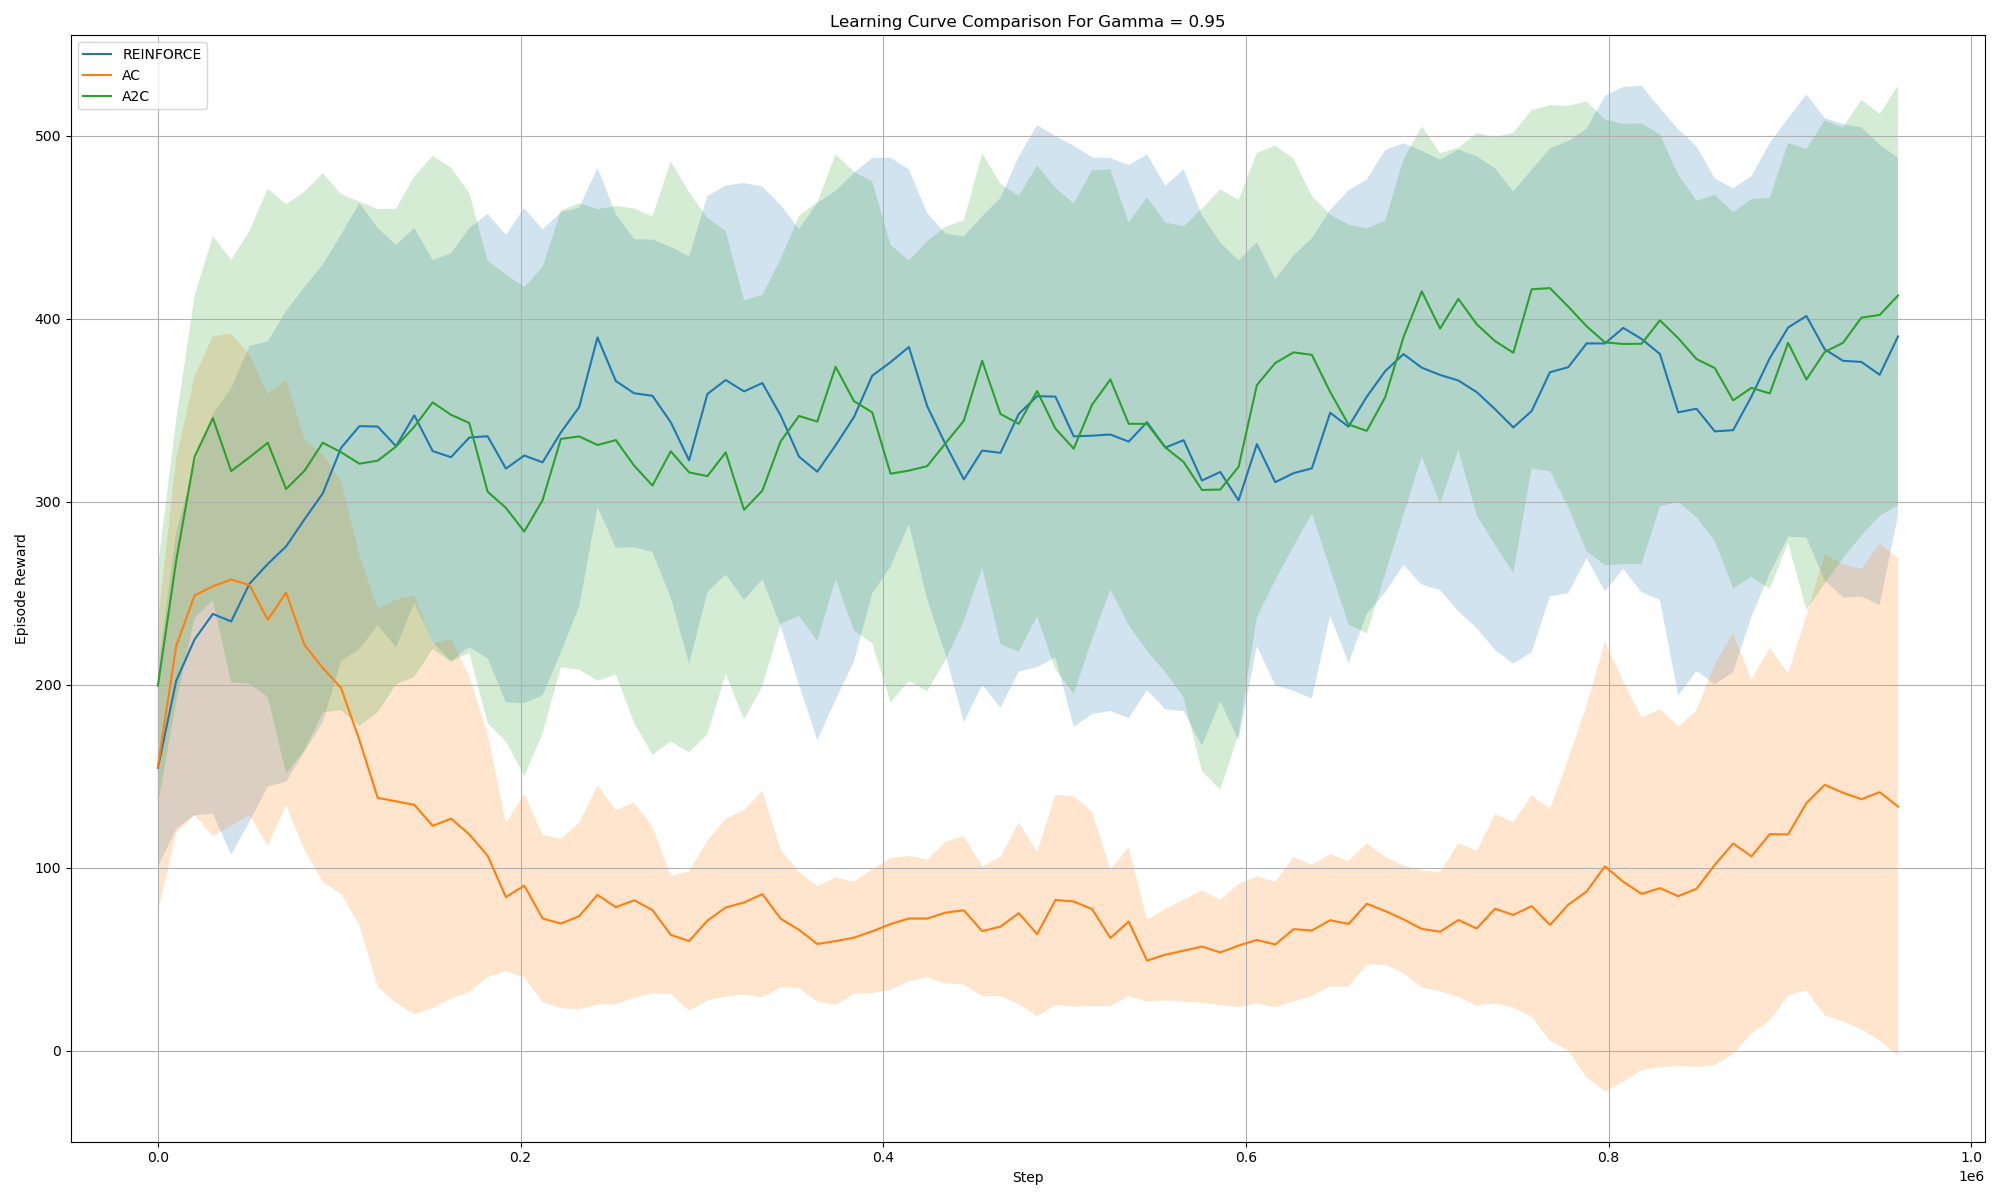 Learning Curve Comparison For Gamma = 0.95
REINFORCE
AC
A2C
500
400
300
200
100
0
Episode Reward
0.0 0.2 0.4 0.6 0.8 1.0
Step
1e6